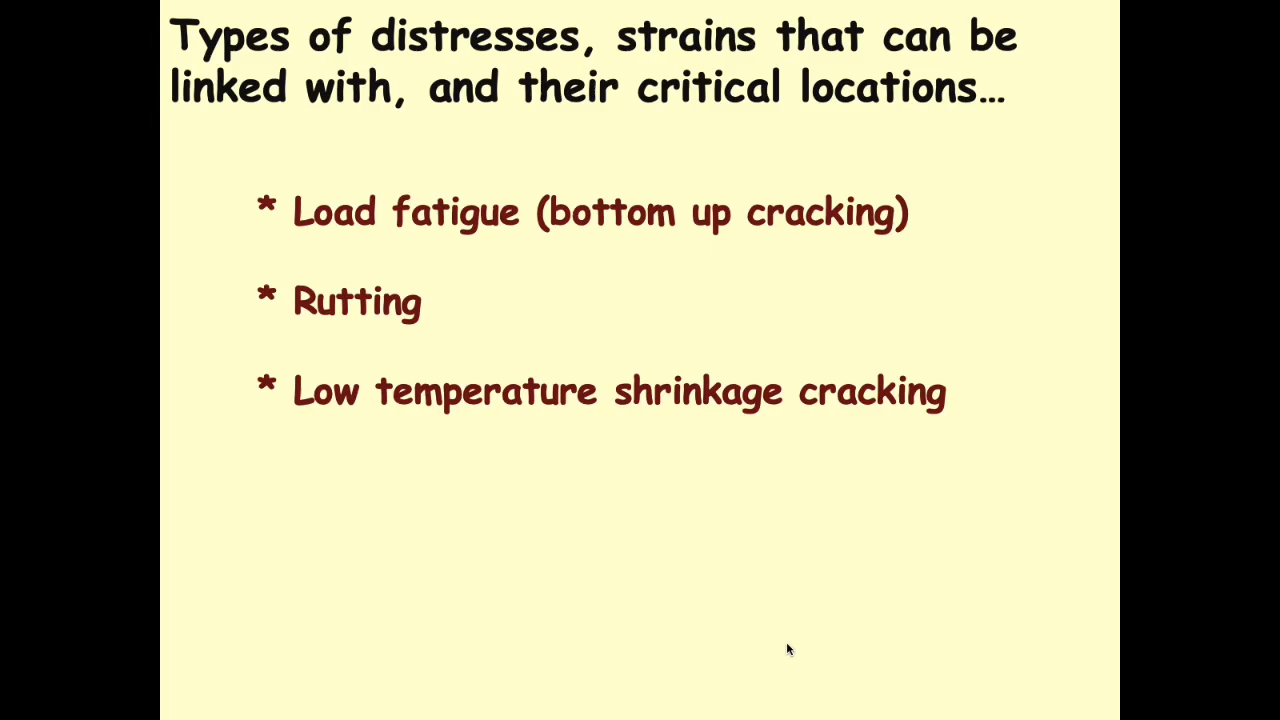 Types of distresses, strains that can be
linked with, and their critical locations…
* Load fatigue (bottom up cracking)
* Rutting
* Low temperature shrinkage cracking